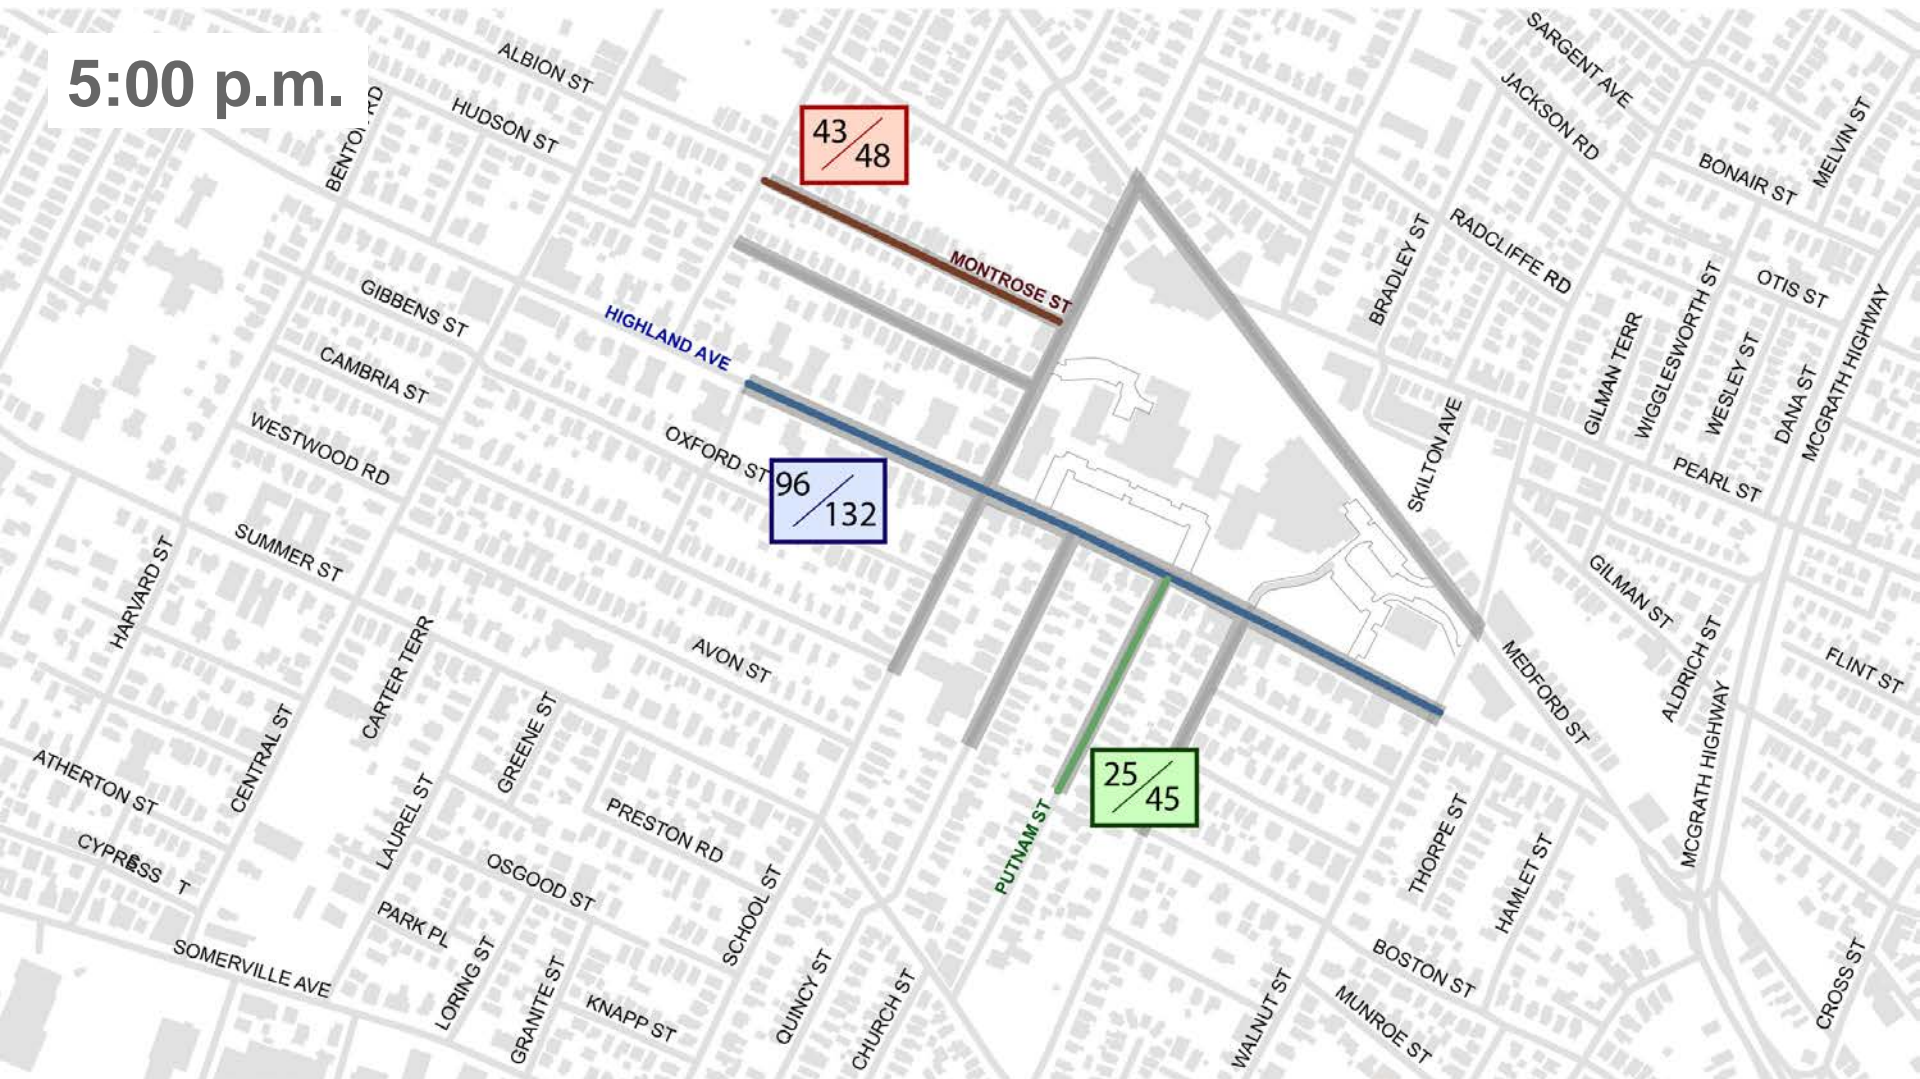 5:00 p.m.
ALBION ST
HUDSON ST
SARGENT AVE
JACKSON RD
MELVIN ST
BONAIR ST
43/48
RADCLIFFE RD
BRADLEY ST
OTIS ST
MONTROSE ST
GIBBENS ST
HIGHLAND AVE
WIGGLESWORTH ST
GILMAN TERR
WESLEY ST
DANA ST
MCGRATH HIGHWAY
CAMBRIA ST
WESTWOOD RD
OXFORD ST
SKILTON AVE
PEARL ST
96/132
SUMMER ST
HARVARD ST
GILMAN ST
CARTER TERR
AVON ST
MEDFORD ST
ALDRICH ST
FLINT ST
CENTRAL ST
GREENE ST
MCGRATH HIGHWAY
ATHERTON ST
25/45
LAUREL ST
PRESTON RD
PUTNAM ST
THORPE ST
HAMLET ST
OSGOOD ST
SCHOOL ST
PARK PL
SOMERVILLE AVE
LORING ST
GRANITE ST
KNAPP ST
QUINCY ST
CHURCH ST
WALNUT ST
BOSTON ST
MUNROE ST
CROSS ST